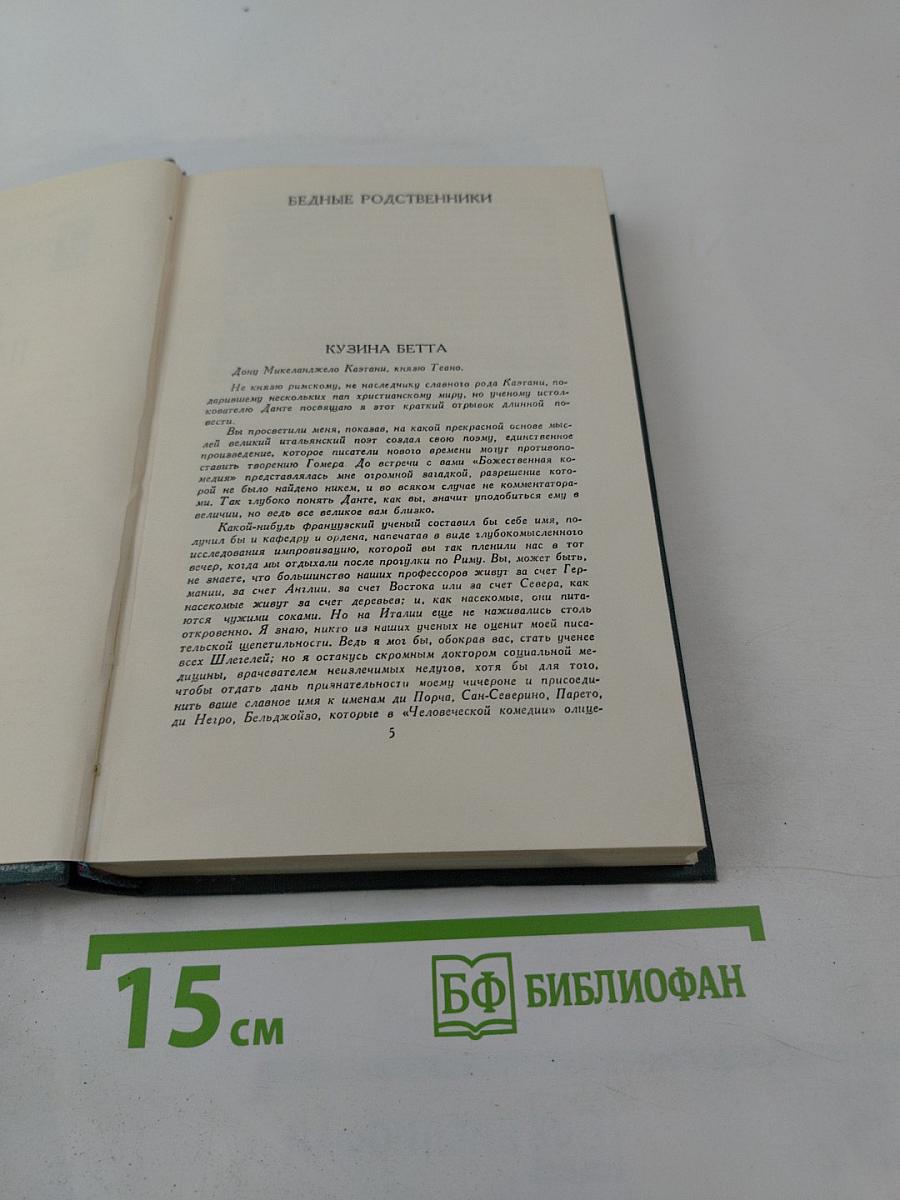 БЕДНЫЕ РОДСТВЕННИКИ
КУЗИНА БЕТТА
Дону Микеланджело Каэтани, князю Теано.
Не князю римскому, не наследнику славного рода Каэтани, по-
дарившему нескольких пап христианскому миру, но ученому истол-
кователю Данте посвящаю я этот краткий отрывок длинной по-
вести.
Вы просветили меня, показав, на какой прекрасной основе мыс-
лей великий итальянский поэт создал свою поэму, единственное
произведение, которое писатели нового времени могут противопо-
ставить творению Гомера. До встречи с вами «Божественная ко-
медия» представлялась мне огромной загадкой, разрешение кото-
рой не было найдено никем, и во всяком случае не комментатора-
ми. Так глубоко понять Данте, как вы, значит уподобиться ему в
величии, но ведь все великое вам близко.
Какой-нибудь французский ученый составил бы себе имя, по-
лучил бы и кафедру и ордена, напечатав в виде глубокомысленного
исследования импровизацию, которой вы так пленили нас в тот
вечер, когда мы отдыхали после прогулки по Риму. Вы, может быть,
не знаете, что большинство наших профессоров живут за счет Гер-
мании, за счет Англии, за счет Востока или за счет Севера, как
насекомые живут за счет деревьев; и, как насекомые, они пита-
ются чужими соками. Но на Италии еще не наживались столь
откровенно. Я знаю, никто из наших ученых не оценит моей писа-
тельской щепетильности. Ведь я мог бы, обокрав вас, стать ученее
всех Шлегелей; но я останусь скромным доктором социальной ме-
дицины, врачевателем неизлечимых недугов, хотя бы для того,
чтобы отдать дань признательности моему чичероне и присоеди-
нить ваше славное имя к именам ди Порча, Сан-Северино, Парето,
ди Негро, Бельджойзо, которые в «Человеческой комедии» олице-
5
15 см
БФ БИБЛИОФАН